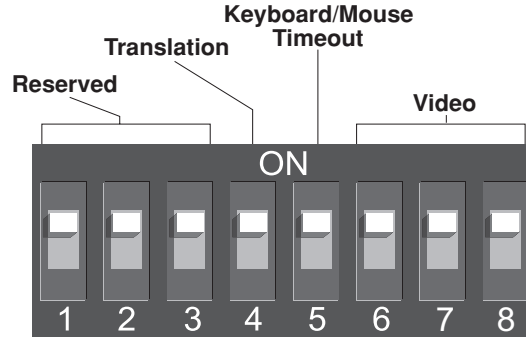 Keyboard/Mouse
Timeout
Translation
Reserved
Video
ON
1 2 3 4 5 6 7 8